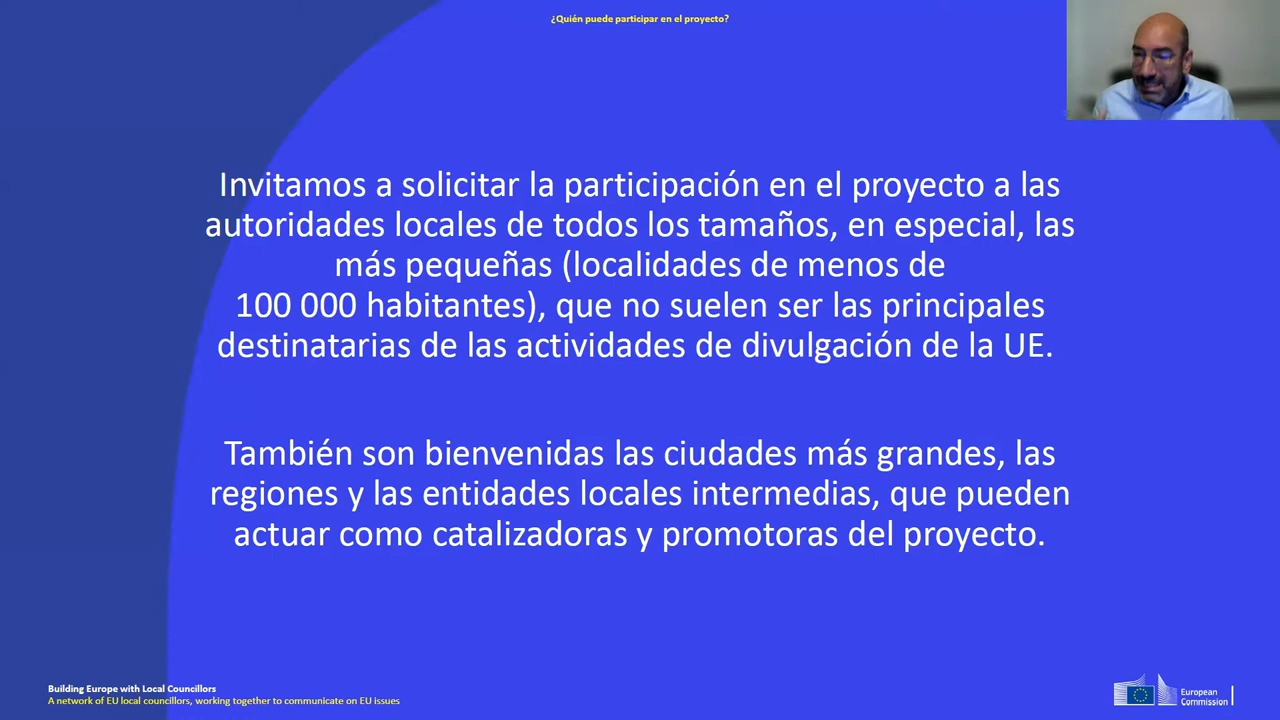 ¿Quién puede participar en el proyecto?
Invitamos a solicitar la participación en el proyecto a las
autoridades locales de todos los tamaños, en especial, las
más pequeñas (localidades de menos de
100 000 habitantes), que no suelen ser las principales
destinatarias de las actividades de divulgación de la UE.
También son bienvenidas las ciudades más grandes, las
regiones y las entidades locales intermedias, que pueden
actuar como catalizadoras y promotoras del proyecto.
Building Europe with Local Councillors
A network of EU local councillors, working together to communicate on EU issues
European
Commission